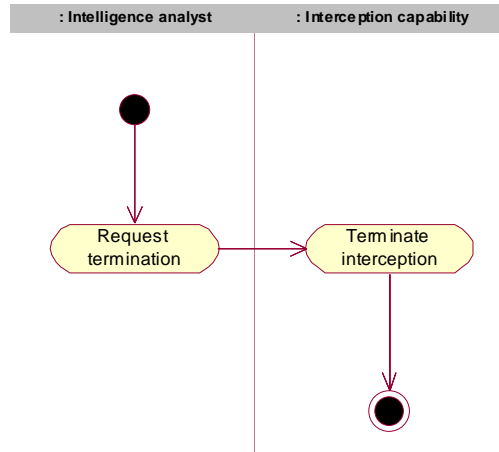 : Intelligence analyst
: Interception capability
Request
termination
Terminate
interception